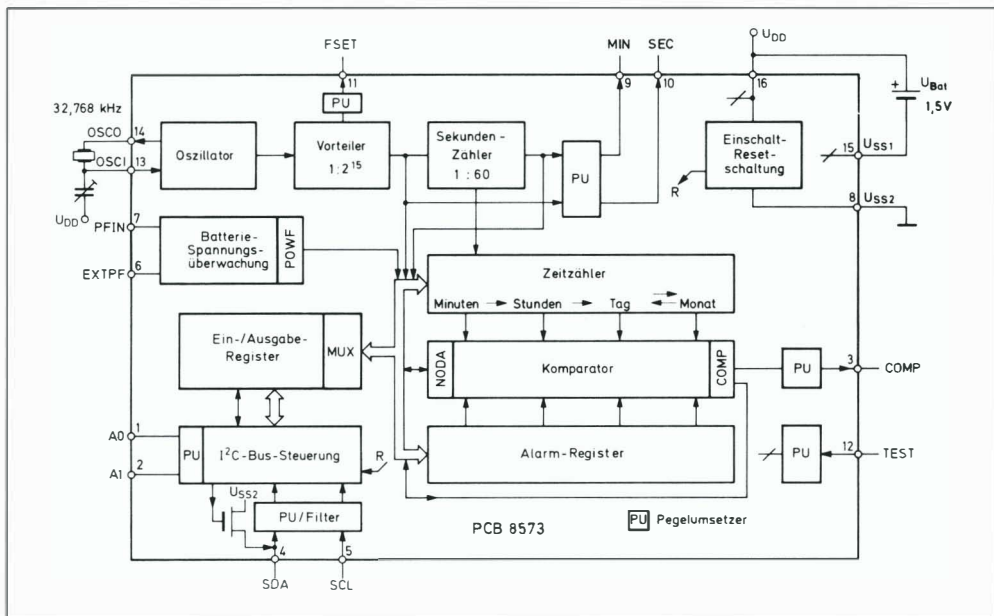 FSET
MIN
SEC
U_DD
11
9
10
16
32,768 kHz
PU
+
U_Bat
1,5V
OSCO
14
OSCI
13
Oszillator
Vorteiler
1:2^15
Sekunden-
Zähler
1 : 60
PU
Einschalt-
Reset-
schaltung
R
15
U_SS1
8
U_SS2
U_DD
PFIN
7
EXTPF
6
Batterie-
Spannungs-
überwachung
POWF
Zeitzähler
Minuten
Stunden
Tag
Monat
Ein-/Ausgabe-
Register
MUX
NODA
Komparator
COMP
PU
3
COMP
A0
1
A1
2
PU
I²C-Bus-Steuerung
R
Alarm-Register
PU
12
TEST
U_SS2
PU/Filter
PCB 8573
PU
Pegelumsetzer
4
5
SDA
SCL